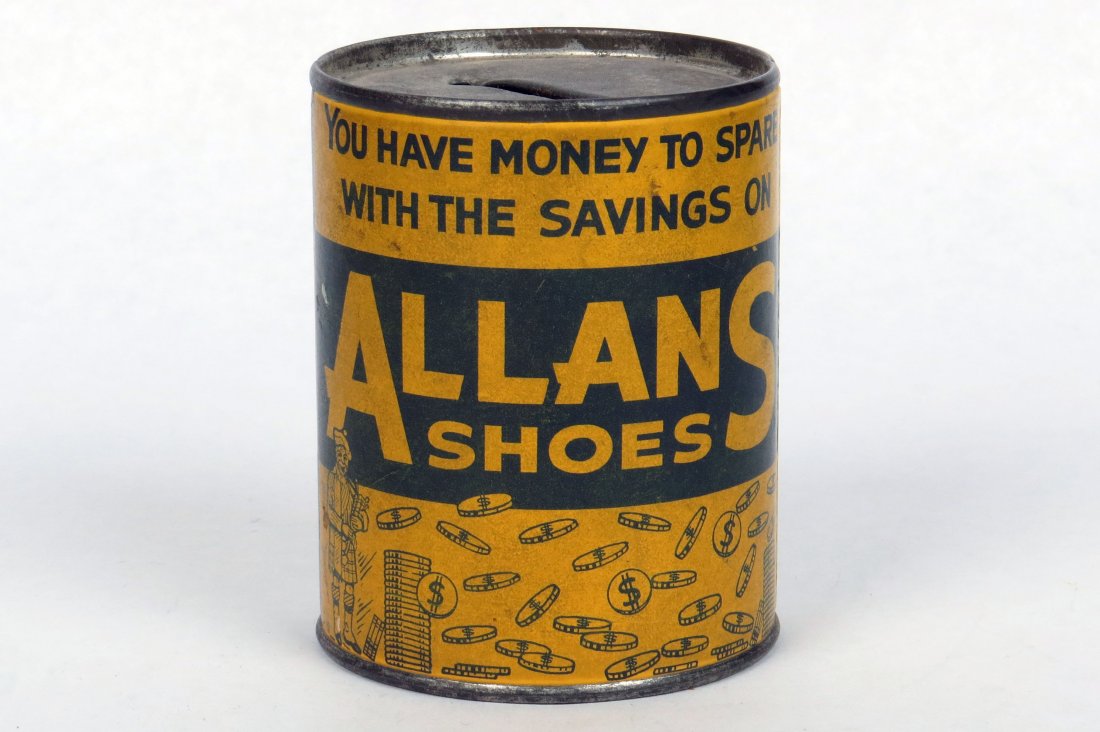 YOU HAVE MONEY TO SPARE
WITH THE SAVINGS ON
ALLANS
SHOES
$ $ $ $ $ $ $ $ $ $ $ $ $ $ $ $ $ $ $ $ $ $ $ $